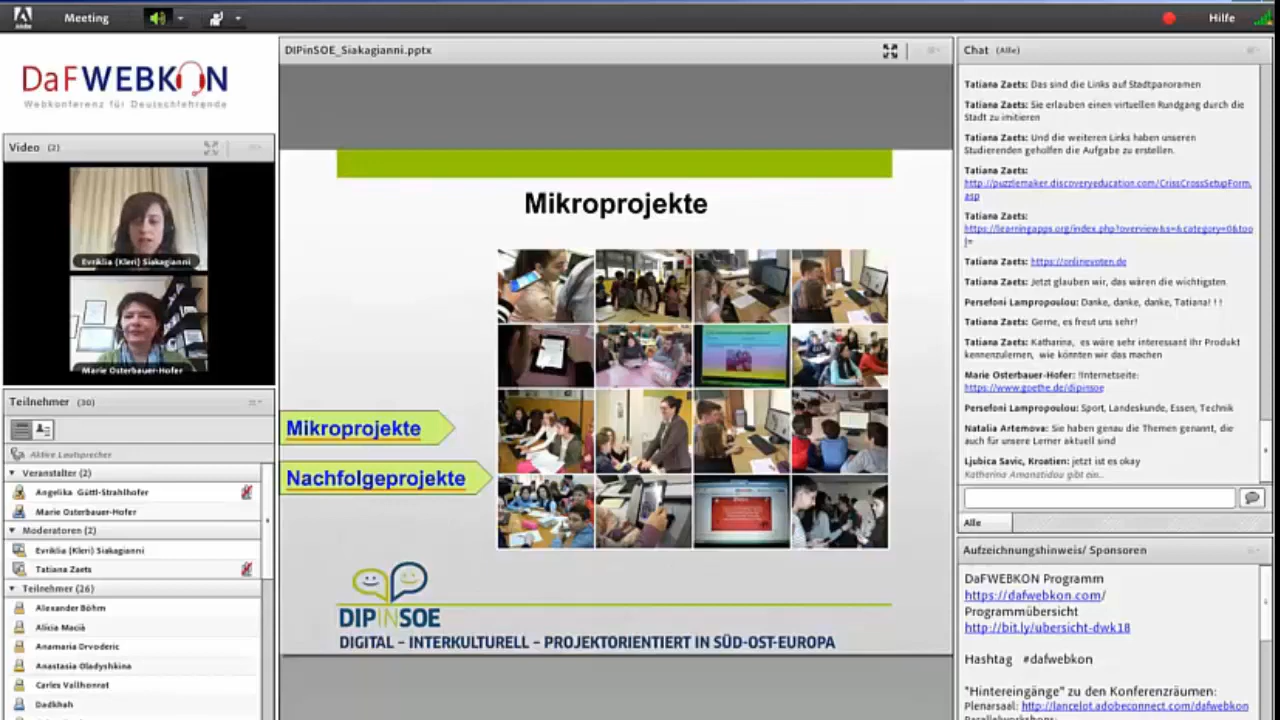 Adobe
Meeting
Hilfe
DaFWEBKON
Webkonferenz für Deutschlehrende
Video (2)
Evriklia (Kleri) Siakagianni
Marie Osterbauer-Hofer
Teilnehmer (30)
Aktive Lautsprecher
Veranstalter (2)
Angelika Güttl-Strahlhofer
Marie Osterbauer-Hofer
Moderatoren (2)
Evriklia (Kleri) Siakagianni
Tatiana Zaets
Teilnehmer (26)
Alexander Böhm
Alicia Macià
Anamaria Drvoderic
Anastasia Oladyshkina
Carles Vallhonrat
Dadkhah
DIPinSOE_Siakagianni.pptx
Mikroprojekte
Mikroprojekte
Nachfolgeprojekte
DIPINSOE
DIGITAL – INTERKULTURELL – PROJEKTORIENTIERT IN SÜD-OST-EUROPA
Chat (Alle)
Tatiana Zaets: Das sind die Links auf Stadtpanoramen
Tatiana Zaets: Sie erlauben einen virtuellen Rundgang durch die
Stadt zu imitieren
Tatiana Zaets: Und die weiteren Links haben unseren
Studierenden geholfen die Aufgabe zu erstellen.
Tatiana Zaets:
http://puzzlemaker.discoveryeducation.com/CrissCrossSetupForm.
asp
Tatiana Zaets:
https://learningapps.org/index.php?overview&s=&category=0&too
l=
Tatiana Zaets: https://onlinevoten.de
Tatiana Zaets: Jetzt glauben wir, das wären die wichtigsten.
Persefoni Lampropoulou: Danke, danke, danke, Tatiana! ! !
Tatiana Zaets: Gerne, es freut uns sehr!
Tatiana Zaets: Katharina, es wäre sehr interessant Ihr Produkt
kennenzulernen, wie könnten wir das machen
Marie Osterbauer-Hofer: !Internetseite:
https://www.goethe.de/dipinsoe
Persefoni Lampropoulou: Sport, Landeskunde, Essen, Technik
Natalia Artemova: Sie haben genau die Themen genannt, die
auch für unsere Lerner aktuell sind
Ljubica Savic, Kroatien: jetzt ist es okay
Katharina Amanatidou gibt ein...
Alle
Aufzeichnungshinweis/ Sponsoren
DaFWEBKON Programm
https://dafwebkon.com/
Programmübersicht
http://bit.ly/ubersicht-dwk18
Hashtag #dafwebkon
"Hintereingänge" zu den Konferenzräumen:
Plenarsaal: http://lancelot.adobeconnect.com/dafwebkon